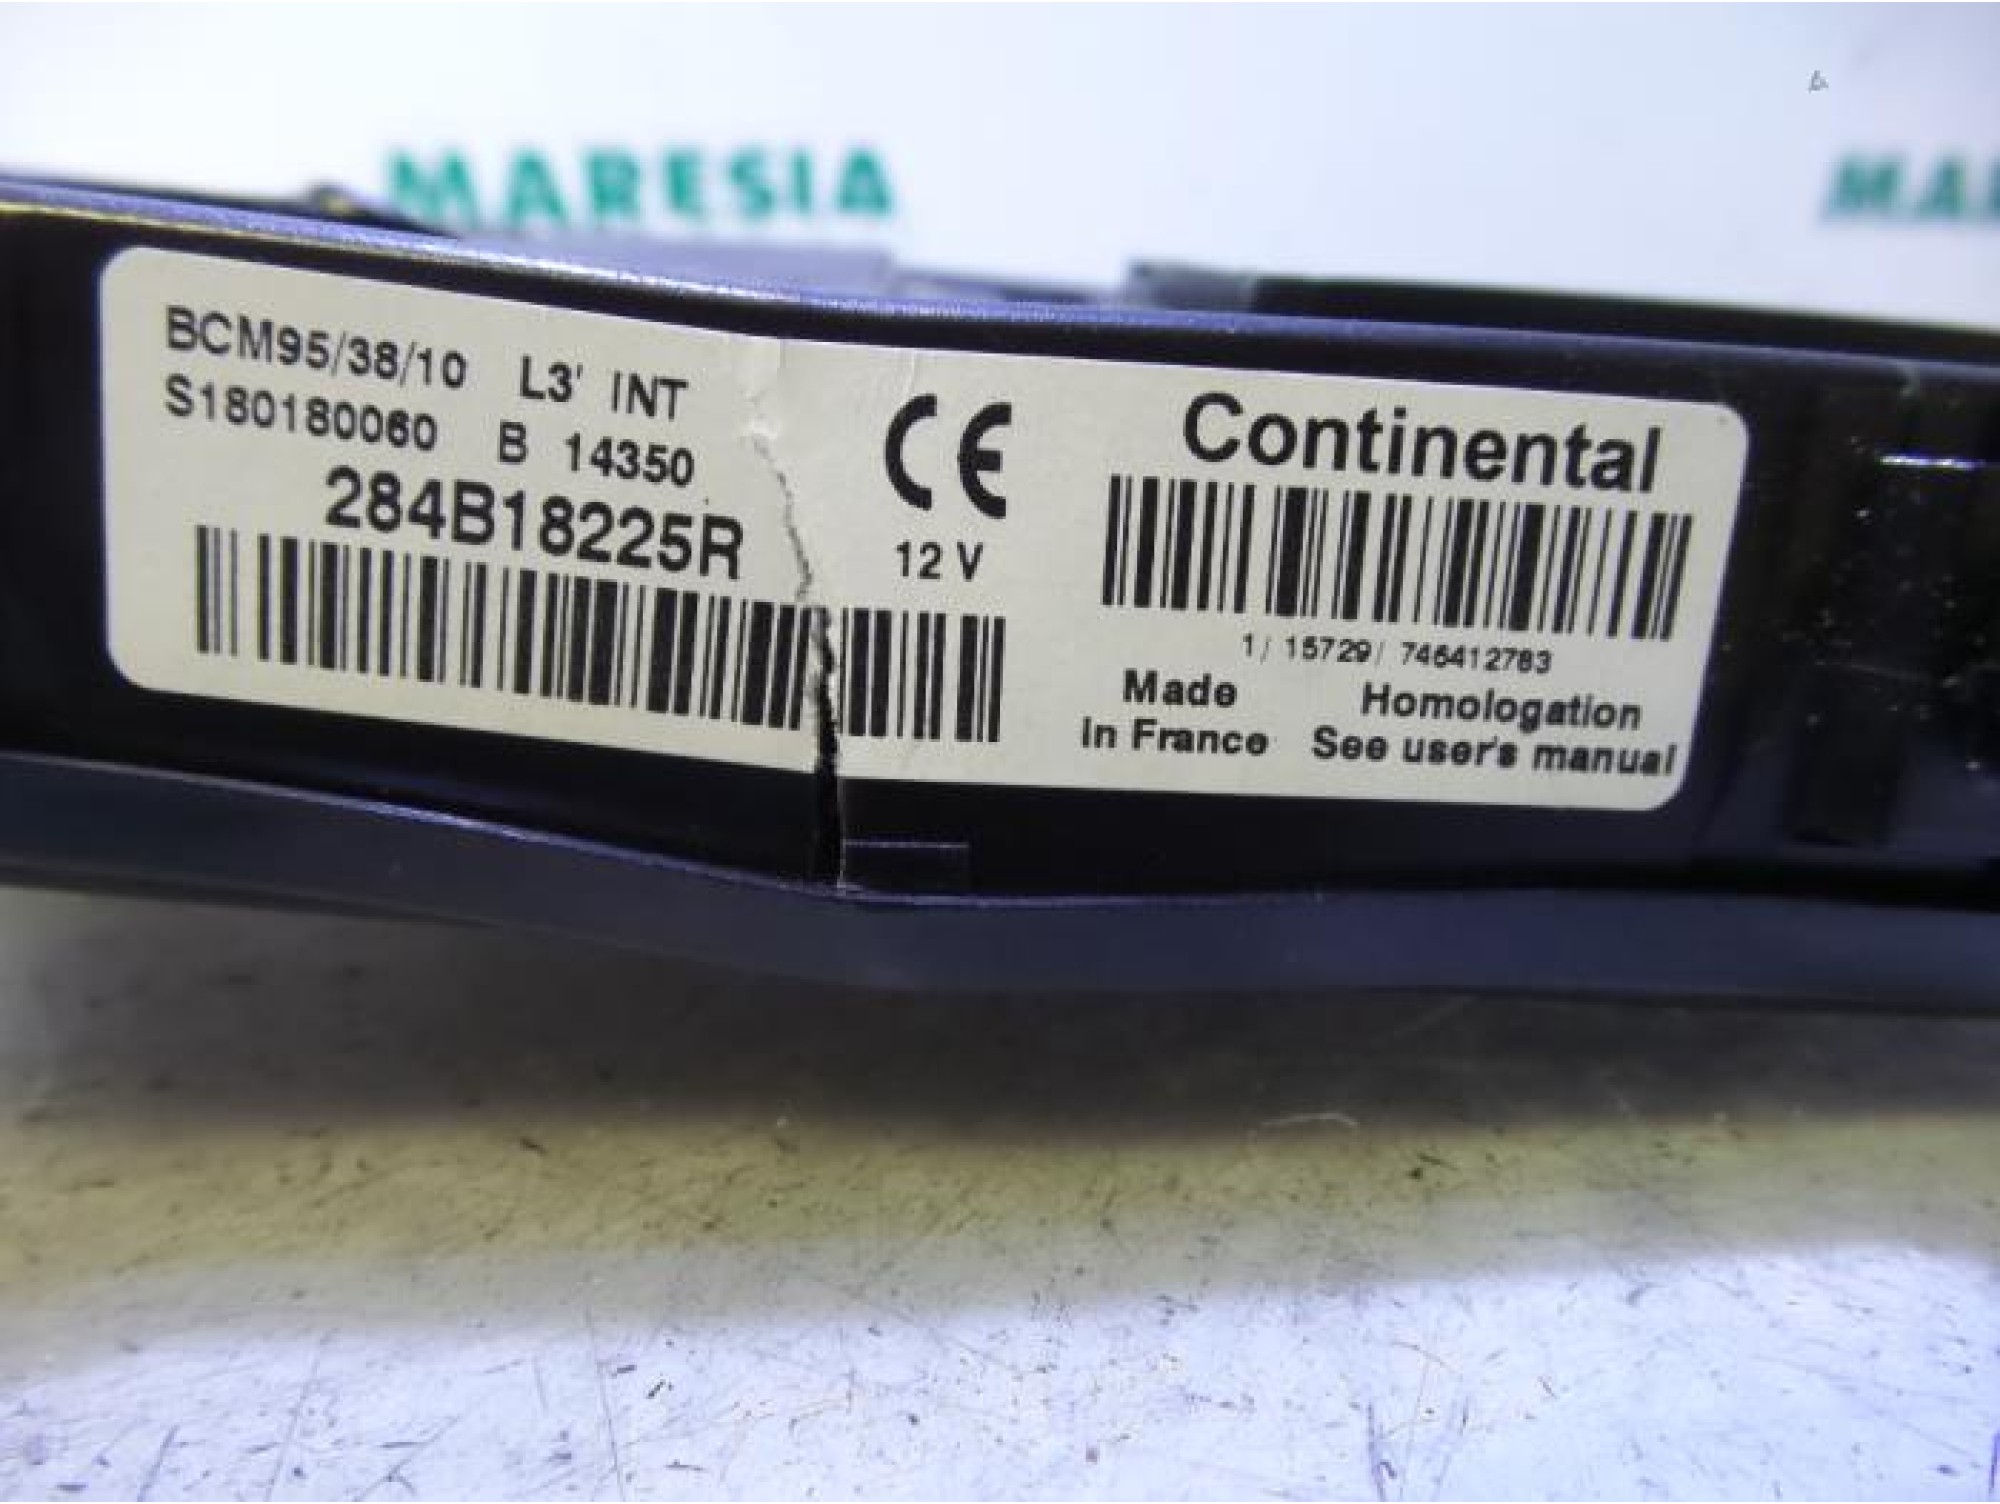 MARESIA
MA
BCM95/38/10 L3' INT
S180180060 B 14350
284B18225R
CE
12 V
Continental
1/ 15729/ 746412783
Made
in France
Homologation
See user's manual